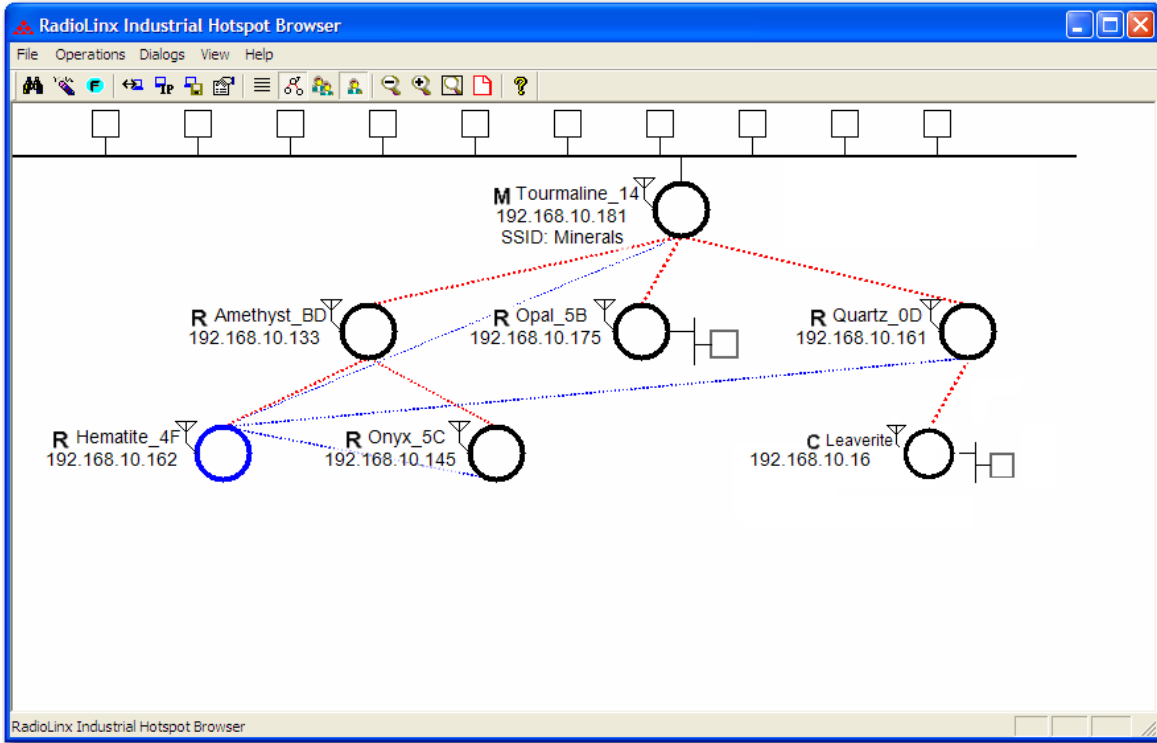 RadioLinx Industrial Hotspot Browser
File Operations Dialogs View Help
F IP ?
M Tourmaline_14
192.168.10.181
SSID: Minerals
R Amethyst_BD
192.168.10.133
R Opal_5B
192.168.10.175
R Quartz_0D
192.168.10.161
R Hematite_4F
192.168.10.162
R Onyx_5C
192.168.10.145
C Leaverite
192.168.10.16
RadioLinx Industrial Hotspot Browser